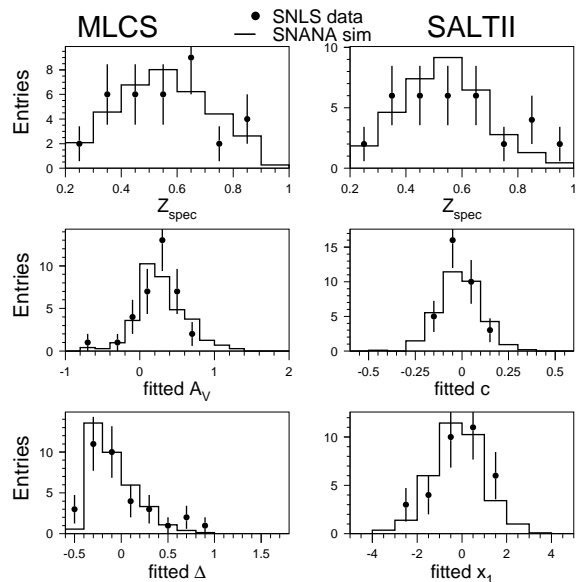 MLCS
SNLS data
SNANA sim
SALTII
Entries
8
6
4
2
0
0.2 0.4 0.6 0.8 1
Z_spec
10
5
0
0.2 0.4 0.6 0.8 1
Z_spec
Entries
10
5
0
-1 0 1 2
fitted A_V
15
10
5
0
-0.5 -0.25 0 0.25 0.5
fitted c
Entries
10
5
0
-0.5 0 0.5 1 1.5
fitted Δ
10
5
0
-4 -2 0 2 4
fitted x_1